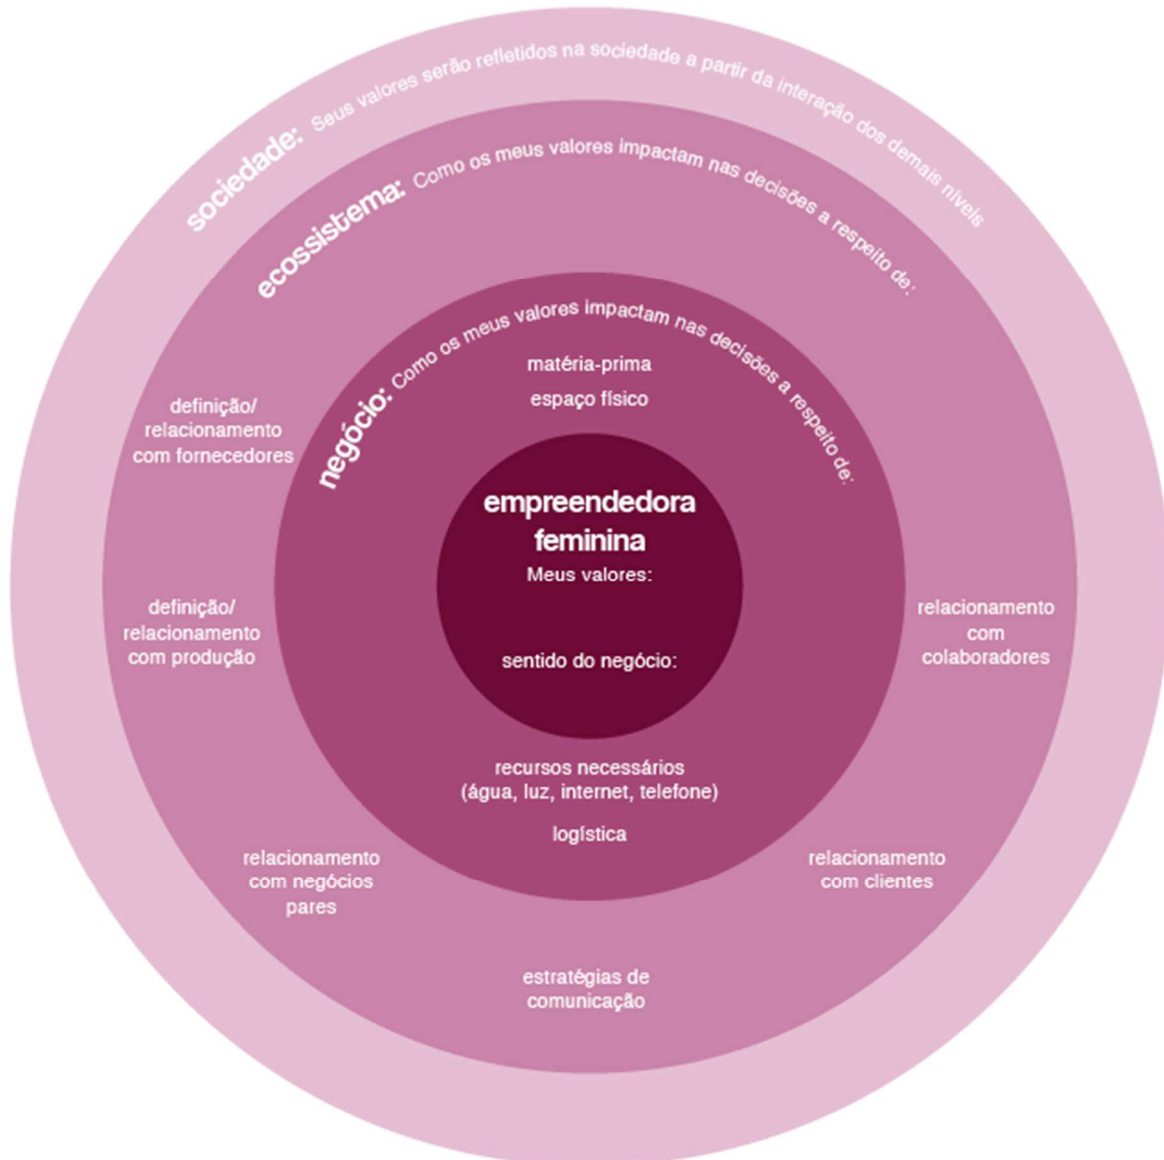 sociedade: Seus valores serão refletidos na sociedade a partir da interação dos demais níveis
ecossistema: Como os meus valores impactam nas decisões a respeito de:
negócio: Como os meus valores impactam nas decisões a respeito de:
matéria-prima
espaço físico
definição/
relacionamento
com fornecedores
empreendedora
feminina
Meus valores:
sentido do negócio:
definição/
relacionamento
com produção
relacionamento
com
colaboradores
recursos necessários
(água, luz, internet, telefone)
logística
relacionamento
com negócios
pares
relacionamento
com clientes
estratégias de
comunicação